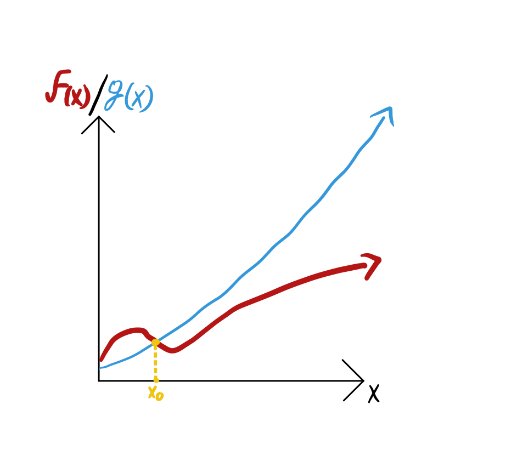 f(x)/g(x)
x
x₀